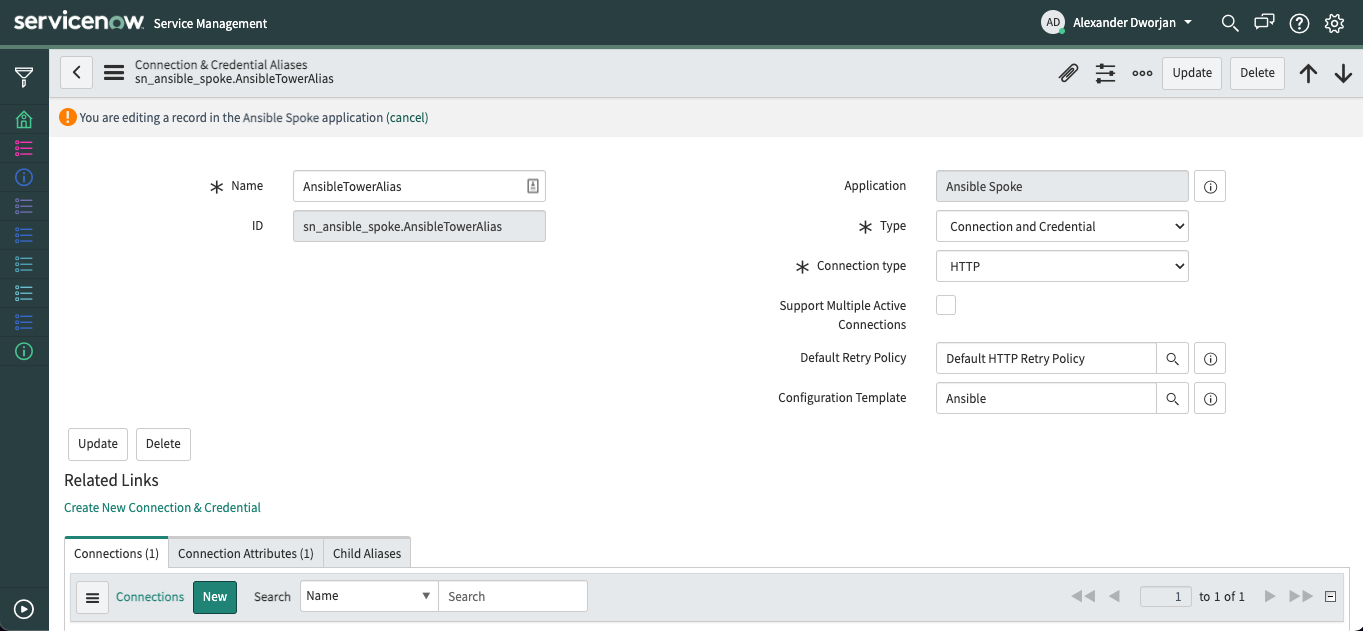 servicenow. Service Management
AD Alexander Dworjan
Connection & Credential Aliases
sn_ansible_spoke.AnsibleTowerAlias
Update Delete
You are editing a record in the Ansible Spoke application (cancel)
Name AnsibleTowerAlias
ID sn_ansible_spoke.AnsibleTowerAlias
Application Ansible Spoke
Type Connection and Credential
Connection type HTTP
Support Multiple Active
Connections
Default Retry Policy Default HTTP Retry Policy
Configuration Template Ansible
Update Delete
Related Links
Create New Connection & Credential
Connections (1) Connection Attributes (1) Child Aliases
Connections New Search Name Search 1 to 1 of 1